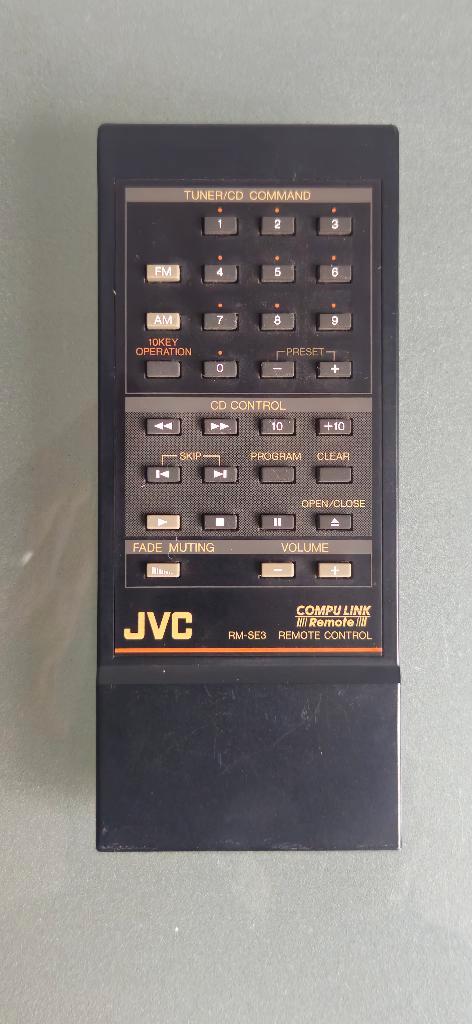 TUNER/CD COMMAND
1 2 3
FM 4 5 6
AM 7 8 9
10KEY
OPERATION
PRESET
0 − +
CD CONTROL
◀◀ ▶▶ 10 +10
SKIP PROGRAM CLEAR
I◀ ▶I
OPEN/CLOSE
▶ ■ ⏸ ⏏
FADE MUTING VOLUME
− +
JVC
COMPU LINK
Remote
RM-SE3 REMOTE CONTROL